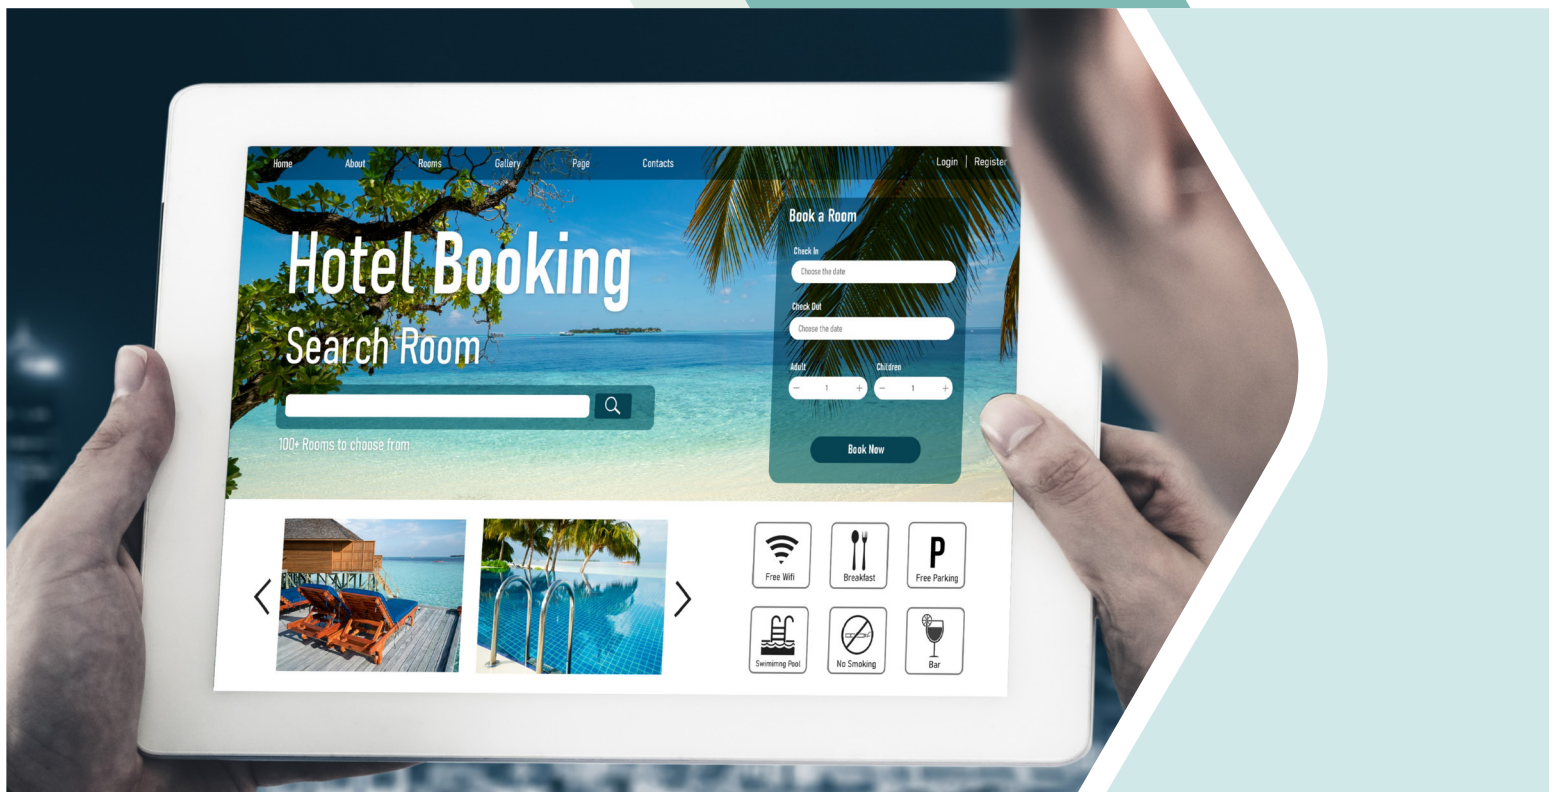 Home About Rooms Gallery Page Contacts Login | Register
Hotel Booking
Search Room
100+ Rooms to choose from
Book a Room
Check In
Choose the date
Check Out
Choose the date
Adult Children
− 1 + − 1 +
Book Now
Free Wifi Breakfast P Free Parking
Swimimng Pool No Smoking Bar